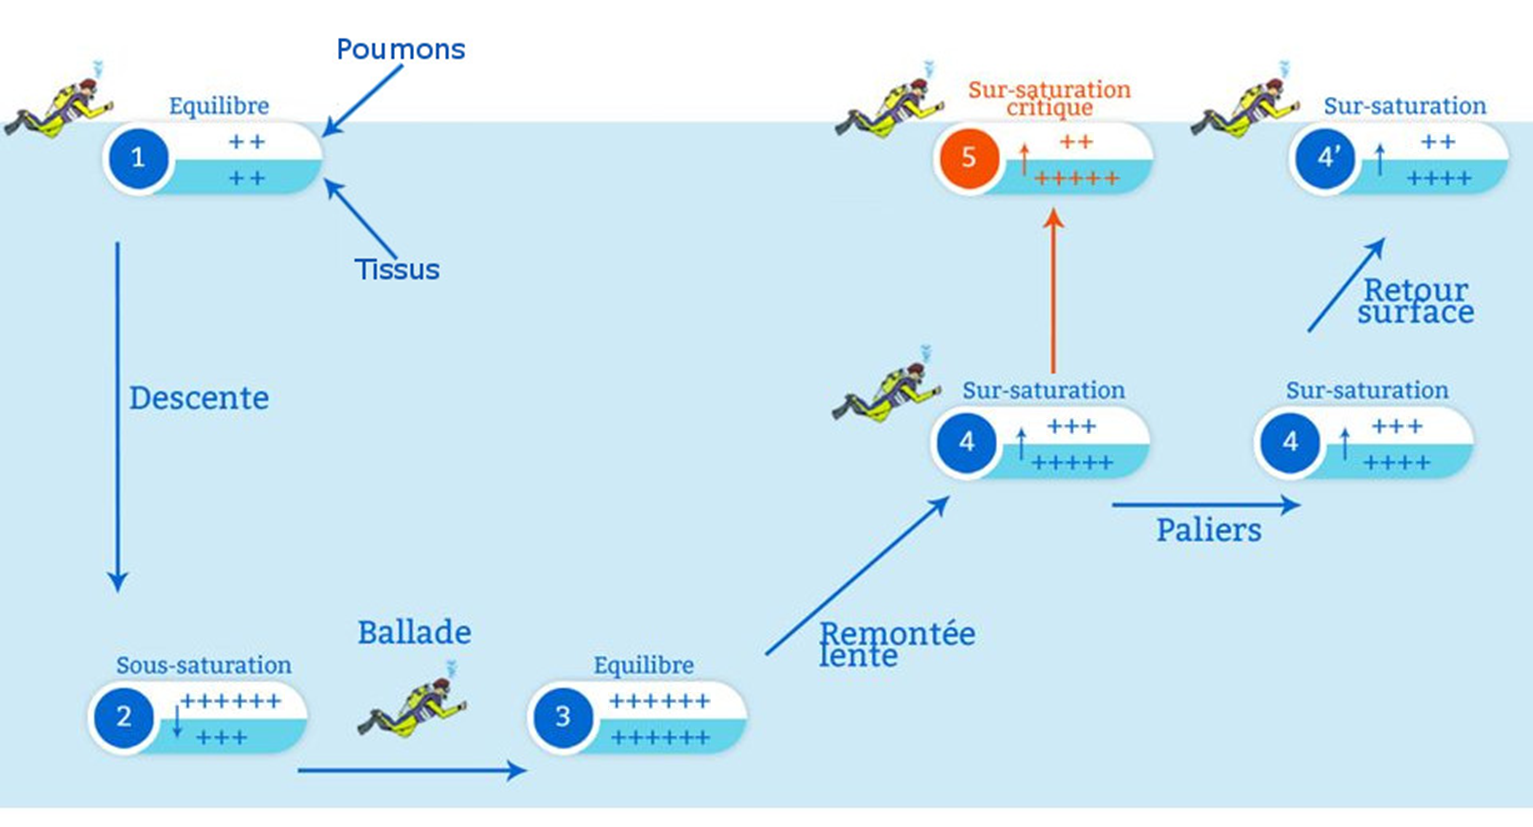 Poumons
Equilibre
1
++
++
Tissus
Sur-saturation
critique
5
++
+++++
Sur-saturation
4’
++
++++
Descente
Retour
surface
Sur-saturation
4
+++
+++++
Sur-saturation
4
+++
++++
Paliers
Ballade
Remontée
lente
Sous-saturation
2
++++++
+++
Equilibre
3
++++++
++++++